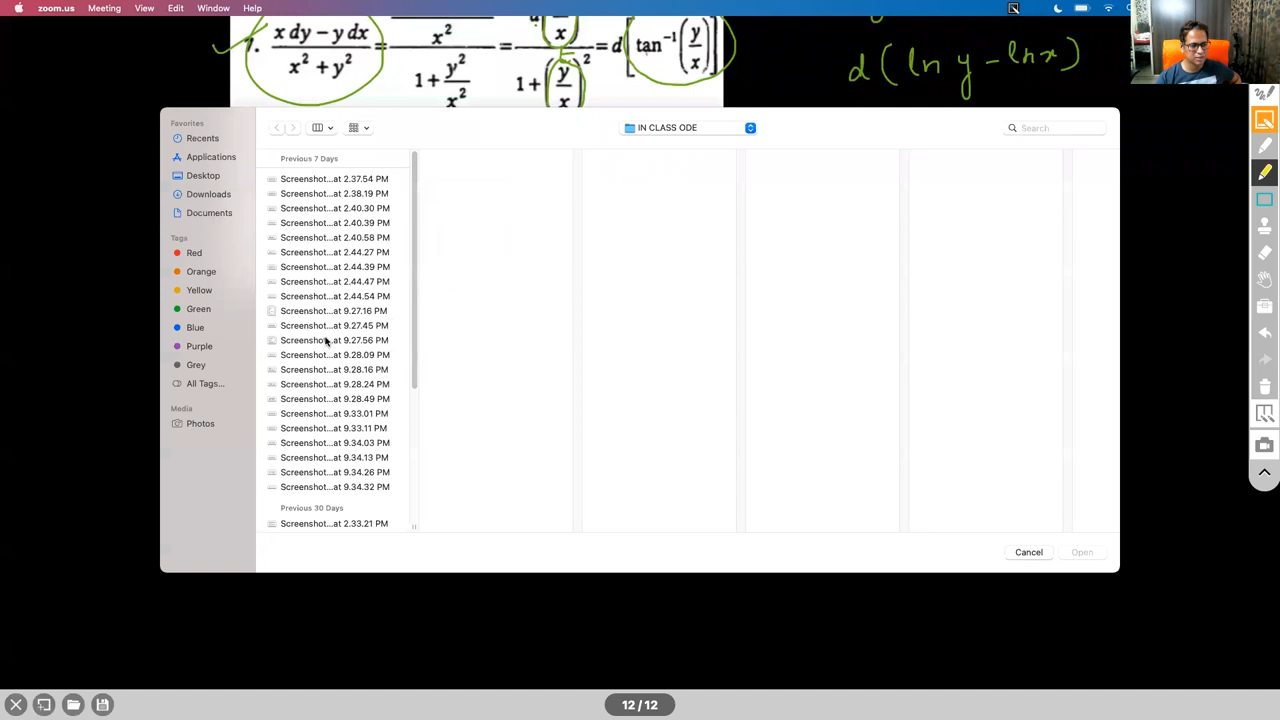 zoom.us Meeting View Edit Window Help
7. x dy − y dx / x² + y² = / x² / 1 + y²/x² = d(y/x) / 1 + (y/x)² = d[tan⁻¹(y/x)]
d(ln y − ln x)
IN CLASS ODE
Search
Favorites
Recents
Applications
Desktop
Downloads
Documents
Tags
Red
Orange
Yellow
Green
Blue
Purple
Grey
All Tags...
Media
Photos
Previous 7 Days
Screenshot...at 2.37.54 PM
Screenshot...at 2.38.19 PM
Screenshot...at 2.40.30 PM
Screenshot...at 2.40.39 PM
Screenshot...at 2.40.58 PM
Screenshot...at 2.44.27 PM
Screenshot...at 2.44.39 PM
Screenshot...at 2.44.47 PM
Screenshot...at 2.44.54 PM
Screenshot...at 9.27.16 PM
Screenshot...at 9.27.45 PM
Screenshot...at 9.27.56 PM
Screenshot...at 9.28.09 PM
Screenshot...at 9.28.16 PM
Screenshot...at 9.28.24 PM
Screenshot...at 9.28.49 PM
Screenshot...at 9.33.01 PM
Screenshot...at 9.33.11 PM
Screenshot...at 9.34.03 PM
Screenshot...at 9.34.13 PM
Screenshot...at 9.34.26 PM
Screenshot...at 9.34.32 PM
Previous 30 Days
Screenshot...at 2.33.21 PM
Cancel
Open
12 / 12